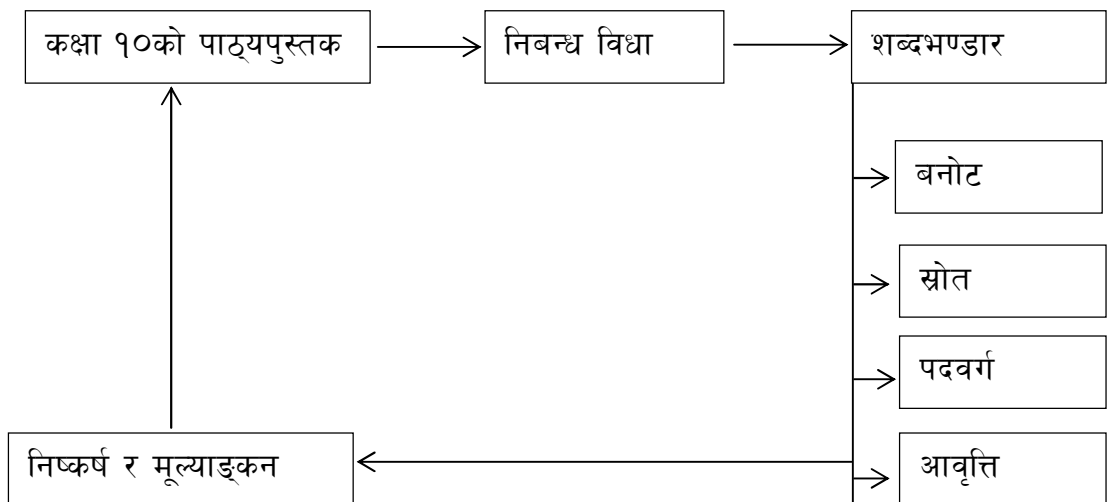 कक्षा १०को पाठ्यपुस्तक
निबन्ध विधा
शब्दभण्डार
बनोट
स्रोत
पदवर्ग
निष्कर्ष र मूल्याङ्कन
आवृत्ति